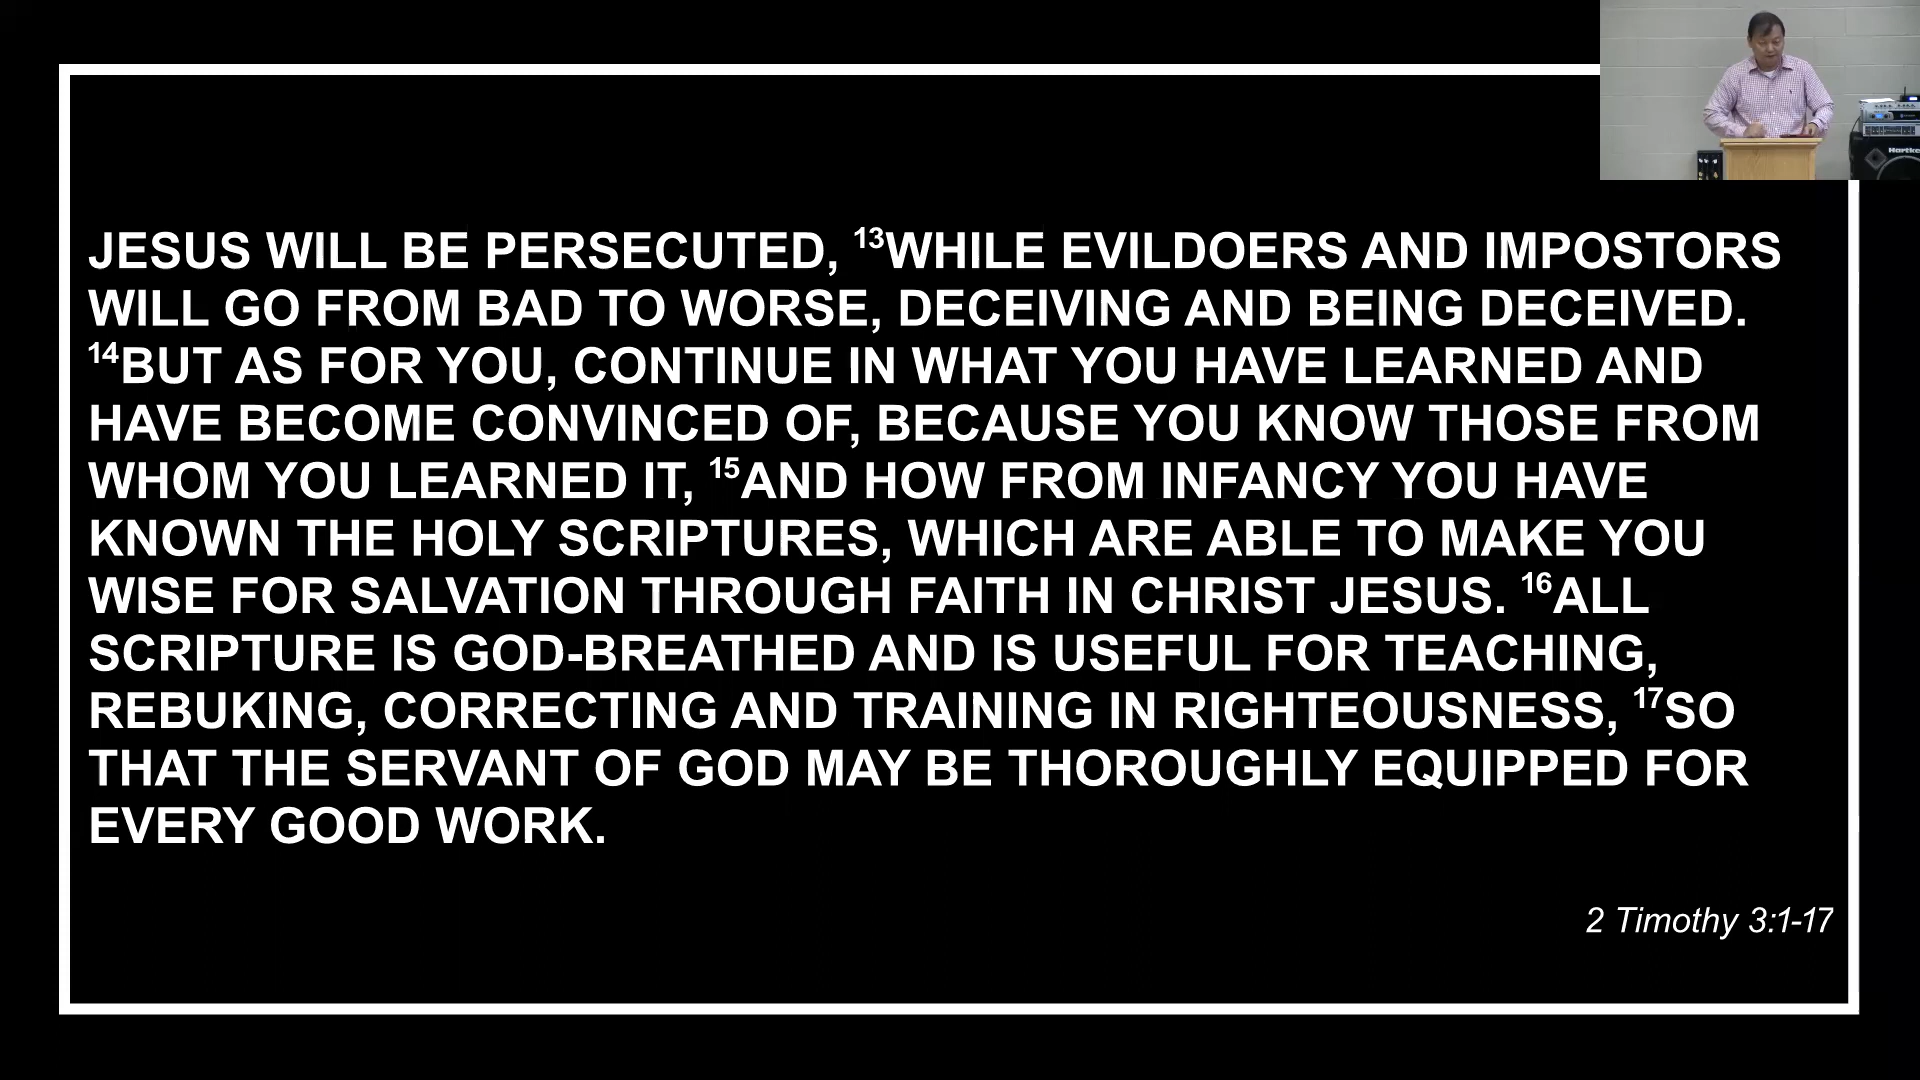 JESUS WILL BE PERSECUTED, ¹³WHILE EVILDOERS AND IMPOSTORS
WILL GO FROM BAD TO WORSE, DECEIVING AND BEING DECEIVED.
¹⁴BUT AS FOR YOU, CONTINUE IN WHAT YOU HAVE LEARNED AND
HAVE BECOME CONVINCED OF, BECAUSE YOU KNOW THOSE FROM
WHOM YOU LEARNED IT, ¹⁵AND HOW FROM INFANCY YOU HAVE
KNOWN THE HOLY SCRIPTURES, WHICH ARE ABLE TO MAKE YOU
WISE FOR SALVATION THROUGH FAITH IN CHRIST JESUS. ¹⁶ALL
SCRIPTURE IS GOD-BREATHED AND IS USEFUL FOR TEACHING,
REBUKING, CORRECTING AND TRAINING IN RIGHTEOUSNESS, ¹⁷SO
THAT THE SERVANT OF GOD MAY BE THOROUGHLY EQUIPPED FOR
EVERY GOOD WORK.
2 Timothy 3:1-17
Hartke